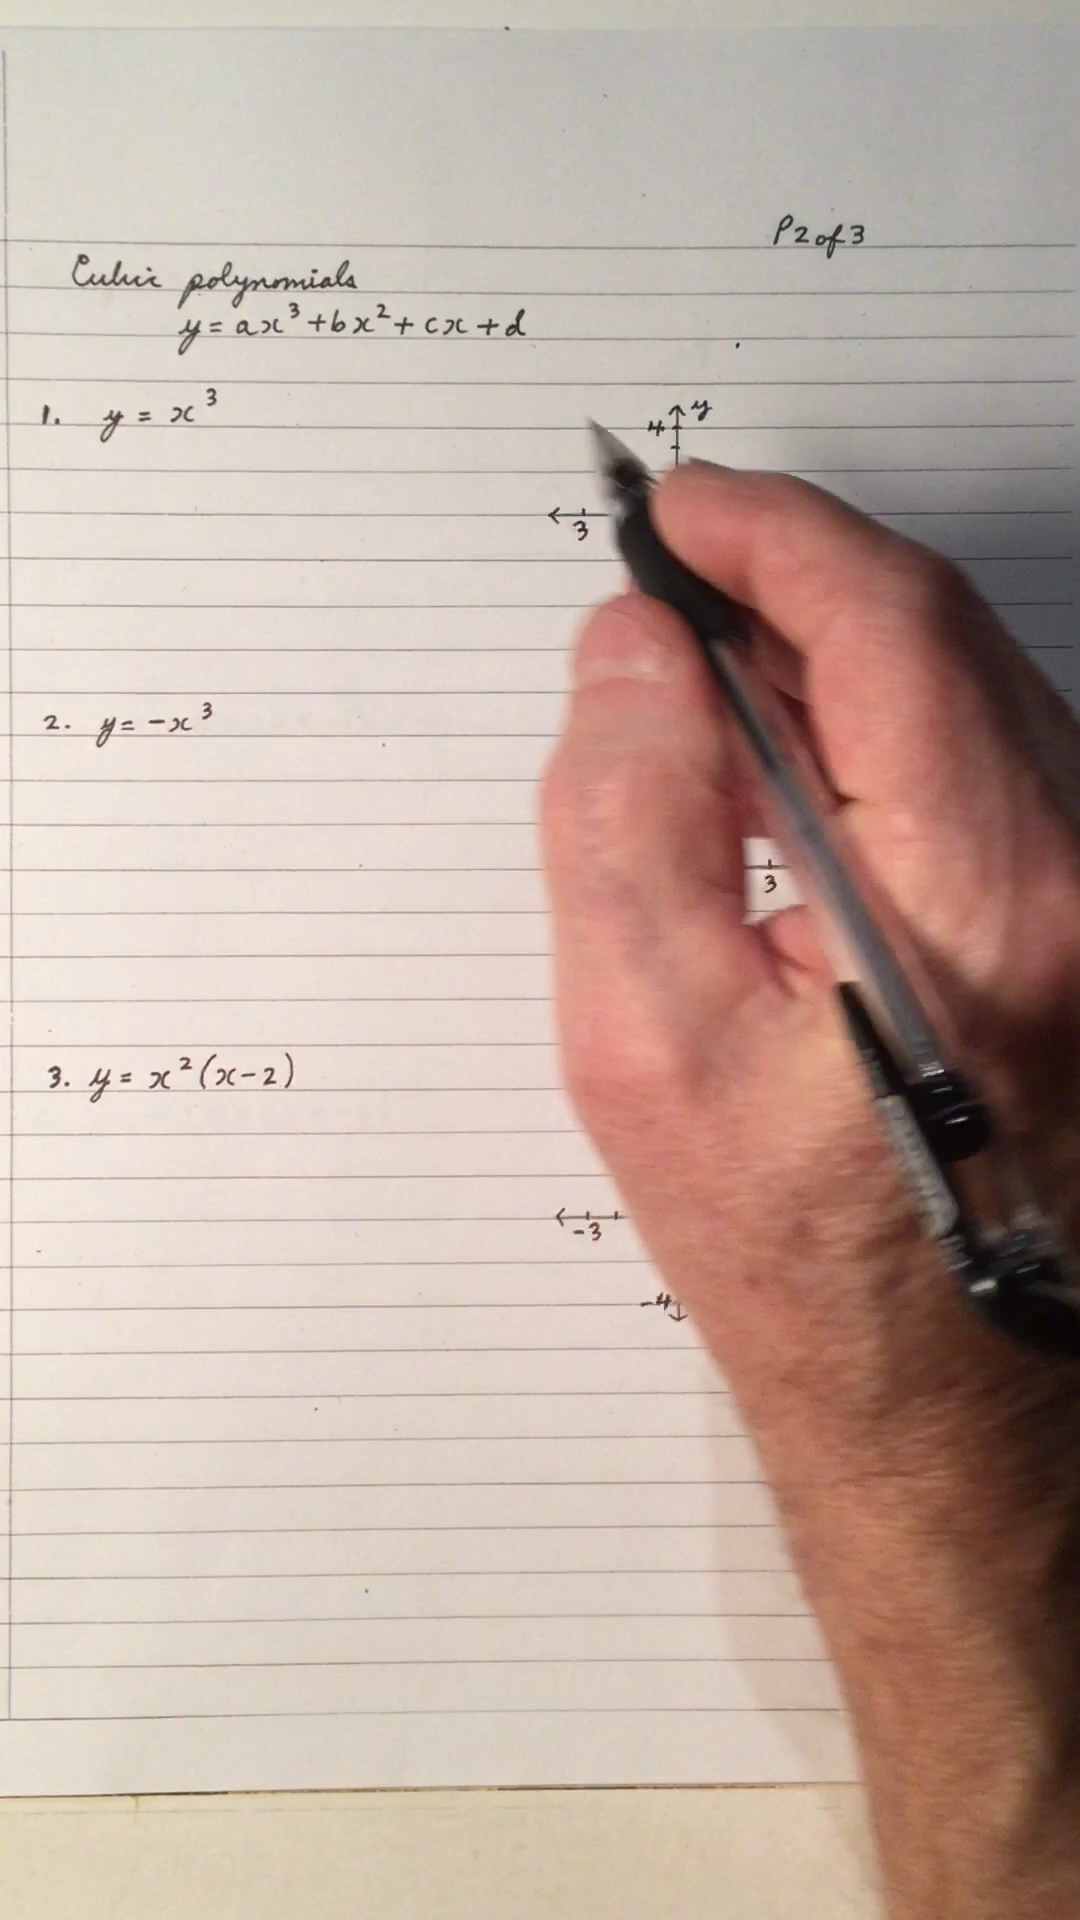 P2 of 3
Cubic polynomials
y = ax³ + bx² + cx + d
1. y = x³
y
4
3
2. y = -x³
3
3. y = x²(x-2)
-3
-4